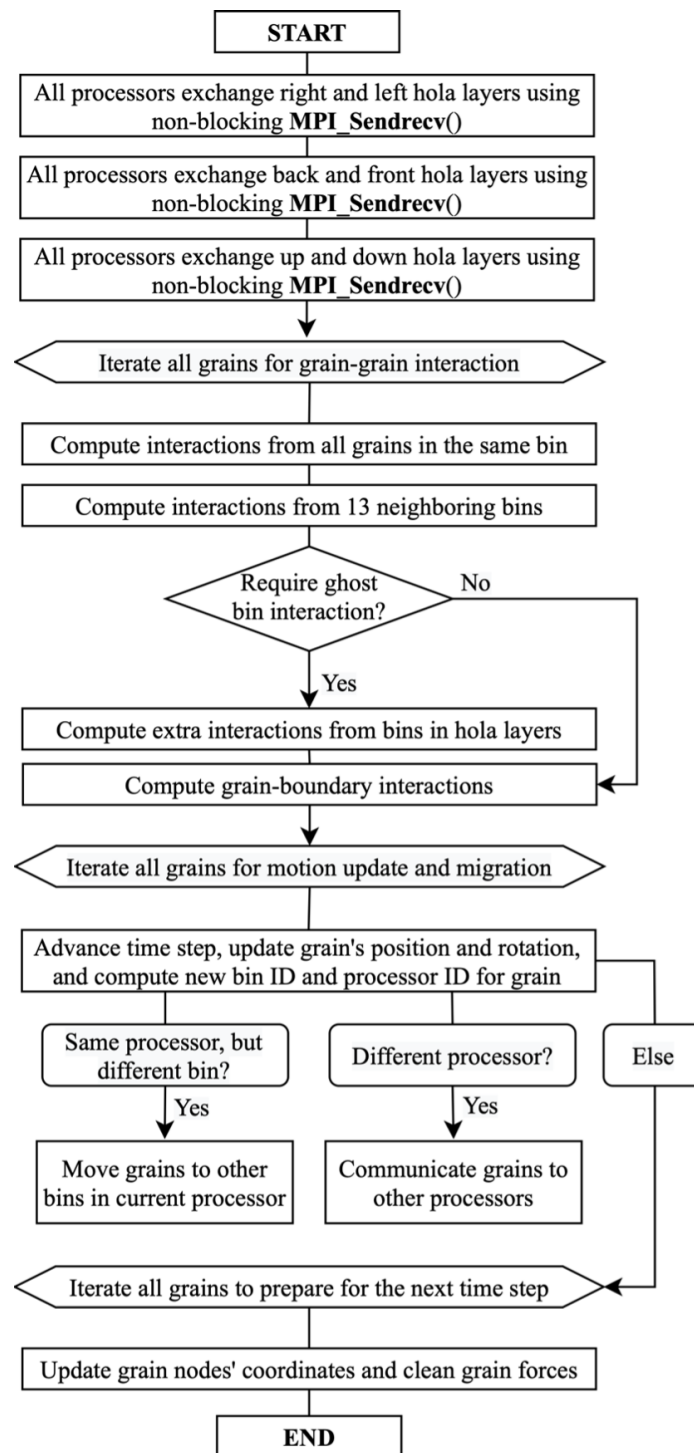 START
All processors exchange right and left hola layers using
non-blocking MPI_Sendrecv()
All processors exchange back and front hola layers using
non-blocking MPI_Sendrecv()
All processors exchange up and down hola layers using
non-blocking MPI_Sendrecv()
Iterate all grains for grain-grain interaction
Compute interactions from all grains in the same bin
Compute interactions from 13 neighboring bins
Require ghost
bin interaction?
No
Yes
Compute extra interactions from bins in hola layers
Compute grain-boundary interactions
Iterate all grains for motion update and migration
Advance time step, update grain's position and rotation,
and compute new bin ID and processor ID for grain
Same processor, but
different bin?
Different processor?
Else
Yes
Yes
Move grains to other
bins in current processor
Communicate grains to
other processors
Iterate all grains to prepare for the next time step
Update grain nodes' coordinates and clean grain forces
END